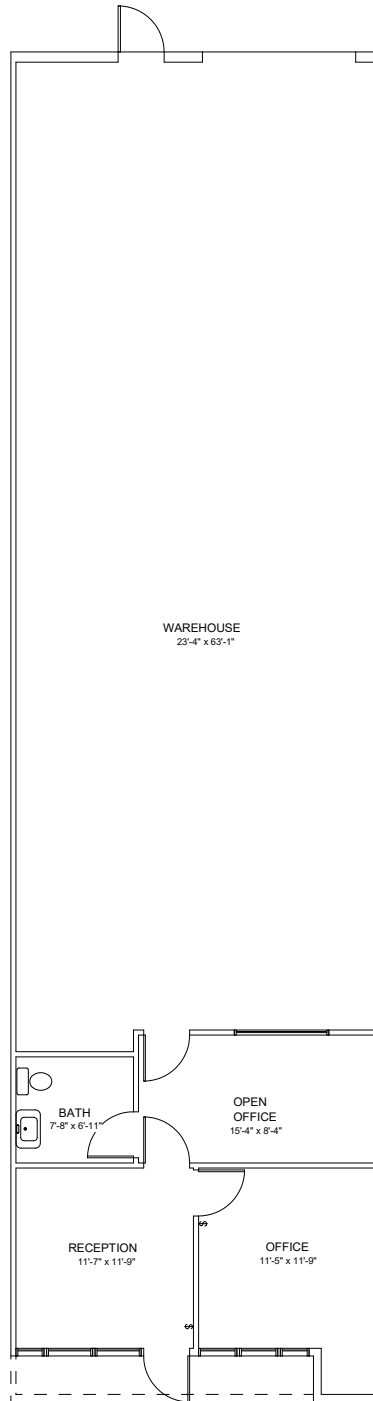 WAREHOUSE
23'-4" x 63'-1"
BATH
7'-8" x 6'-11"
OPEN
OFFICE
15'-4" x 8'-4"
RECEPTION
11'-7" x 11'-9"
OFFICE
11'-5" x 11'-9"
$
$